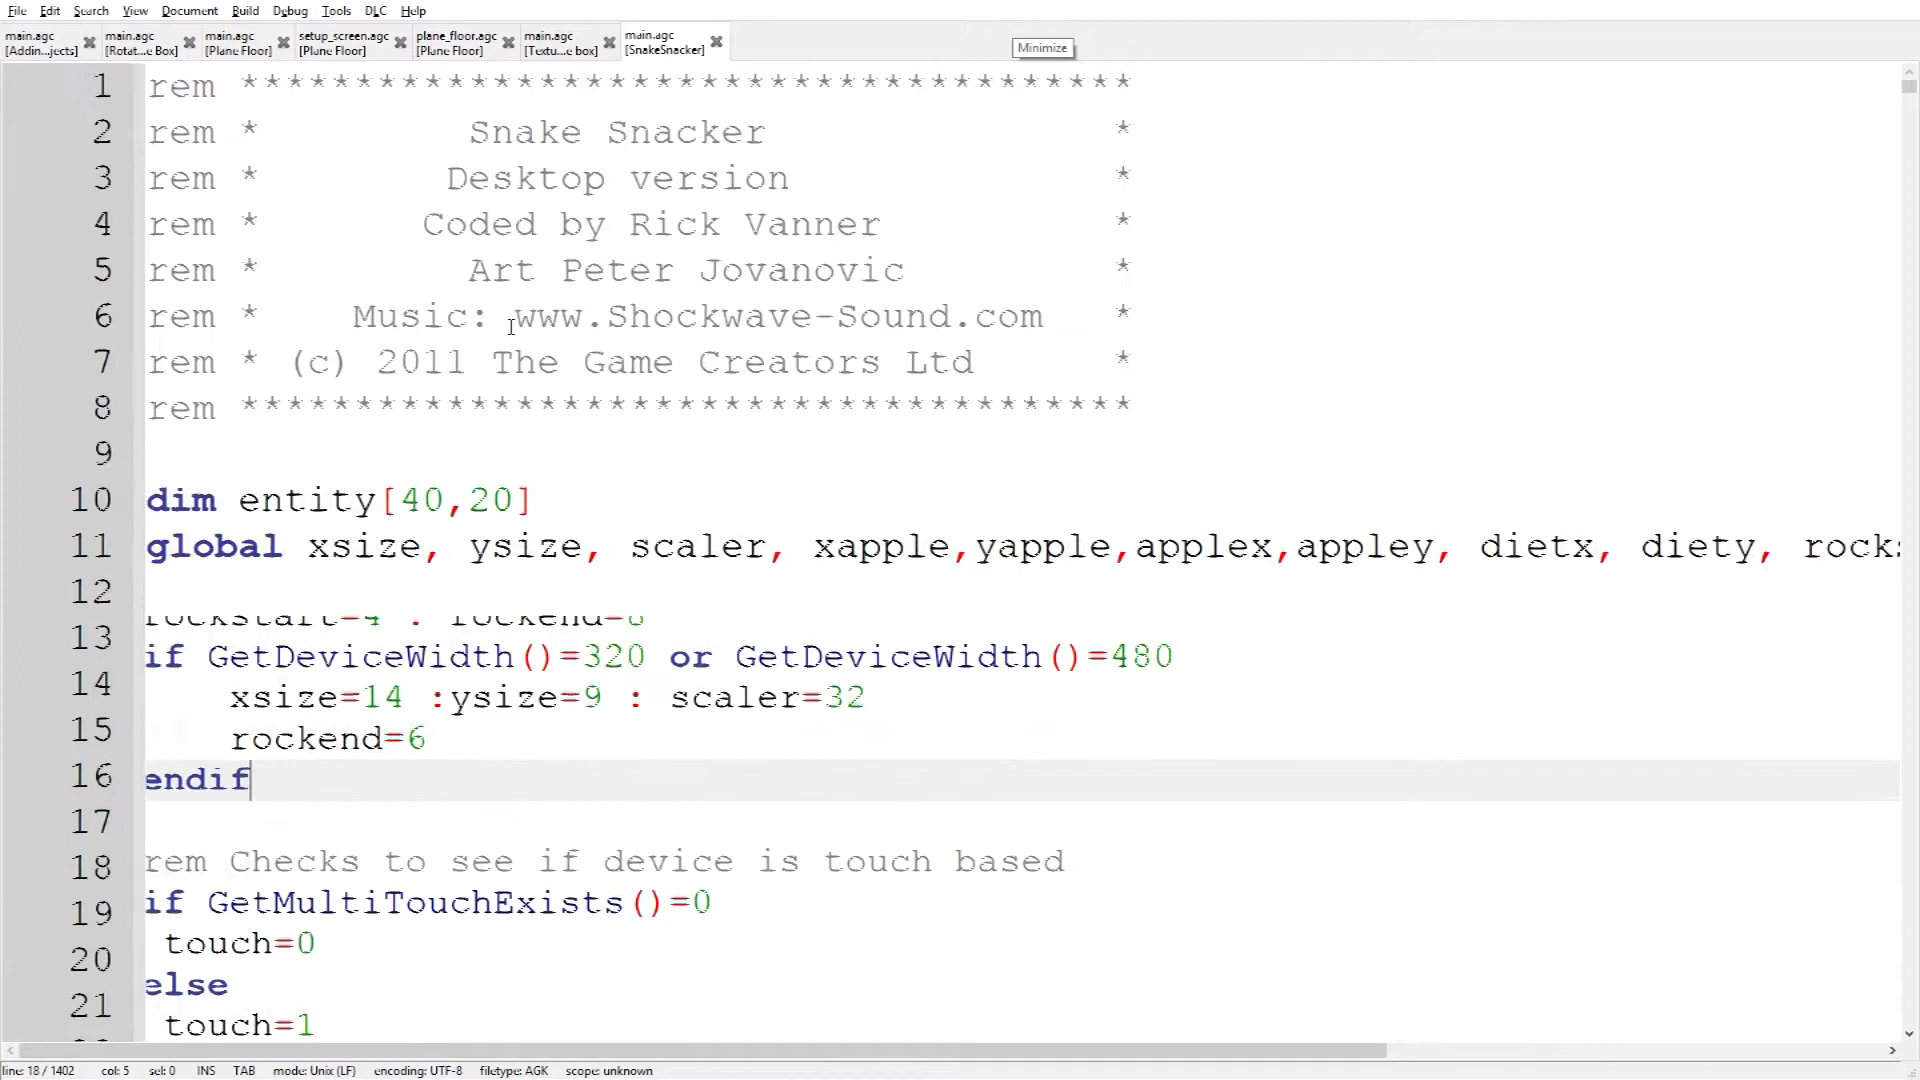 File Edit Search View Document Build Debug Tools DLC Help
main.agc [Addin...jects] main.agc [Rotat...e Box] main.agc [Plane Floor] setup_screen.agc [Plane Floor] plane_floor.agc [Plane Floor] main.agc [Textu...e box] main.agc [SnakeSnacker]
Minimize
1 rem ***************************************
2 rem * Snake Snacker *
3 rem * Desktop version *
4 rem * Coded by Rick Vanner *
5 rem * Art Peter Jovanovic *
6 rem * Music: www.Shockwave-Sound.com *
7 rem * (c) 2011 The Game Creators Ltd *
8 rem ***************************************
9
10 dim entity[40,20]
11 global xsize, ysize, scaler, xapple,yapple,applex,appley, dietx, diety, rocks
12
rockstart=4 : rockend=8
13 if GetDeviceWidth()=320 or GetDeviceWidth()=480
14 xsize=14 :ysize=9 : scaler=32
15 rockend=6
16 endif
17
18 rem Checks to see if device is touch based
19 if GetMultiTouchExists()=0
20 touch=0
else
21 touch=1
line: 18 / 1402 col: 5 sel: 0 INS TAB mode: Unix (LF) encoding: UTF-8 filetype: AGK scope: unknown